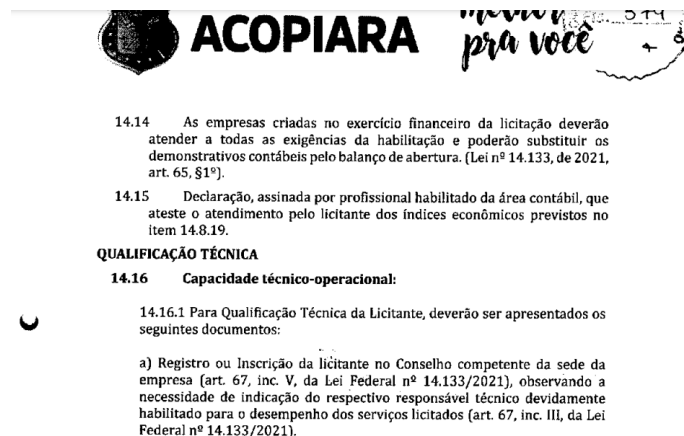 ACOPIARA
pra você
14.14 As empresas criadas no exercício financeiro da licitação deverão
atender a todas as exigências da habilitação e poderão substituir os
demonstrativos contábeis pelo balanço de abertura. (Lei nº 14.133, de 2021,
art. 65, §1º).
14.15 Declaração, assinada por profissional habilitado da área contábil, que
ateste o atendimento pelo licitante dos índices econômicos previstos no
item 14.8.19.
QUALIFICAÇÃO TÉCNICA
14.16 Capacidade técnico-operacional:
14.16.1 Para Qualificação Técnica da Licitante, deverão ser apresentados os
seguintes documentos:
a) Registro ou Inscrição da licitante no Conselho competente da sede da
empresa (art. 67, inc. V, da Lei Federal nº 14.133/2021), observando a
necessidade de indicação do respectivo responsável técnico devidamente
habilitado para o desempenho dos serviços licitados (art. 67, inc. III, da Lei
Federal nº 14.133/2021).